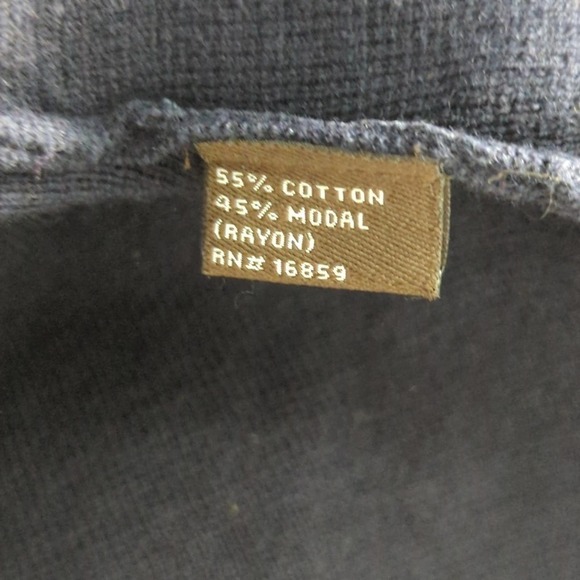 55% COTTON
45% MODAL
(RAYON)
RN# 16859